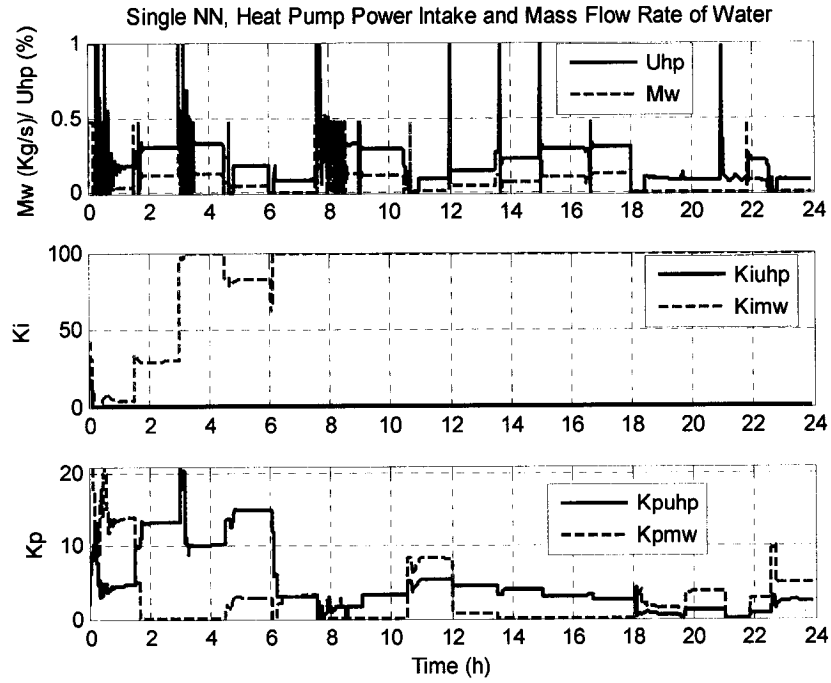 Single NN, Heat Pump Power Intake and Mass Flow Rate of Water
Mw (Kg/s)/ Uhp (%)
1
0.5
0
Uhp
Mw
0 2 4 6 8 10 12 14 16 18 20 22 24
Ki
100
50
0
Kiuhp
Kimw
0 2 4 6 8 10 12 14 16 18 20 22 24
Kp
20
10
0
Kpuhp
Kpmw
0 2 4 6 8 10 12 14 16 18 20 22 24
Time (h)